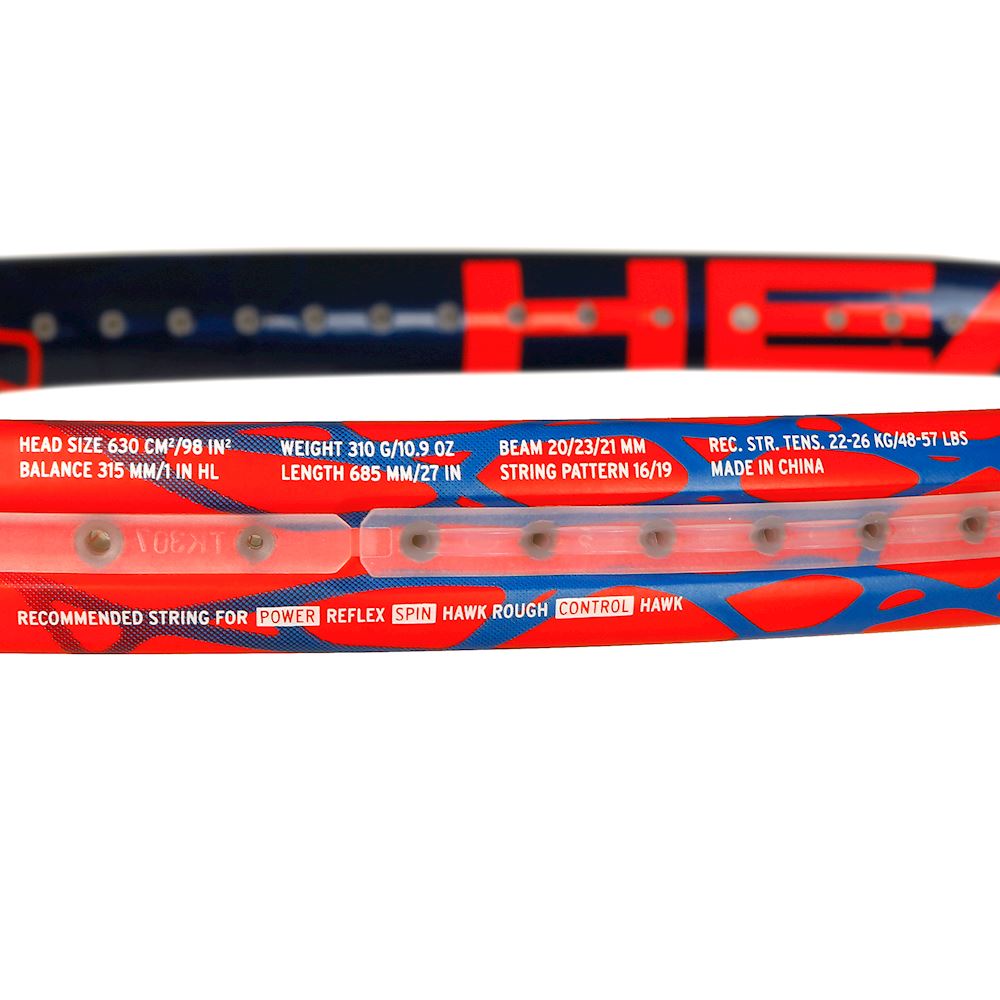 HEA
HEAD SIZE 630 CM²/98 IN² WEIGHT 310 G/10.9 OZ BEAM 20/23/21 MM REC. STR. TENS. 22-26 KG/48-57 LBS
BALANCE 315 MM/1 IN HL LENGTH 685 MM/27 IN STRING PATTERN 16/19 MADE IN CHINA
TK307
RECOMMENDED STRING FOR POWER REFLEX SPIN HAWK ROUGH CONTROL HAWK